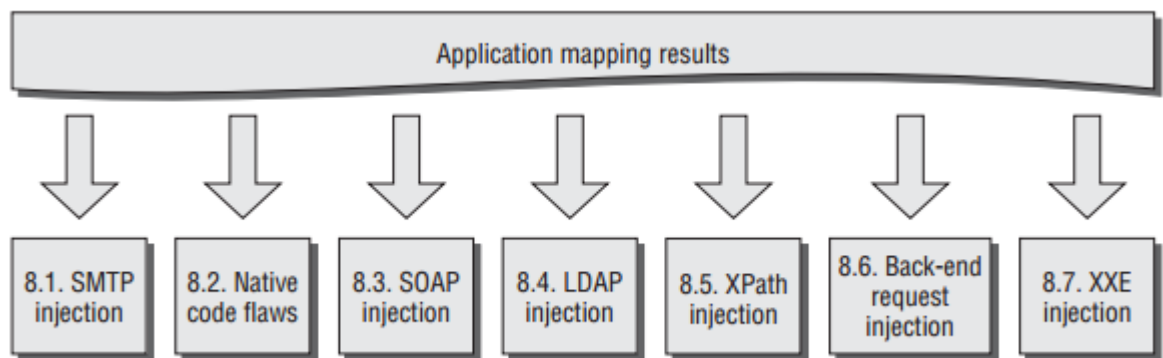 Application mapping results
8.1. SMTP
injection
8.2. Native
code flaws
8.3. SOAP
injection
8.4. LDAP
injection
8.5. XPath
injection
8.6. Back-end
request
injection
8.7. XXE
injection